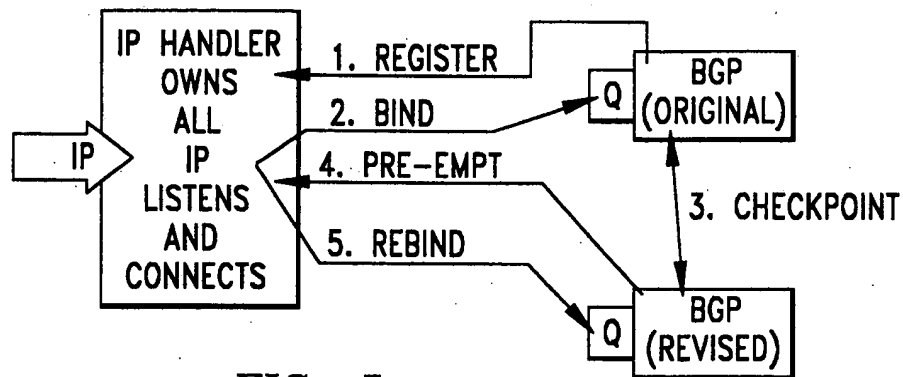 IP HANDLER
OWNS
ALL
IP
LISTENS
AND
CONNECTS
IP
1. REGISTER
2. BIND
4. PRE-EMPT
5. REBIND
Q
BGP
(ORIGINAL)
3. CHECKPOINT
Q
BGP
(REVISED)